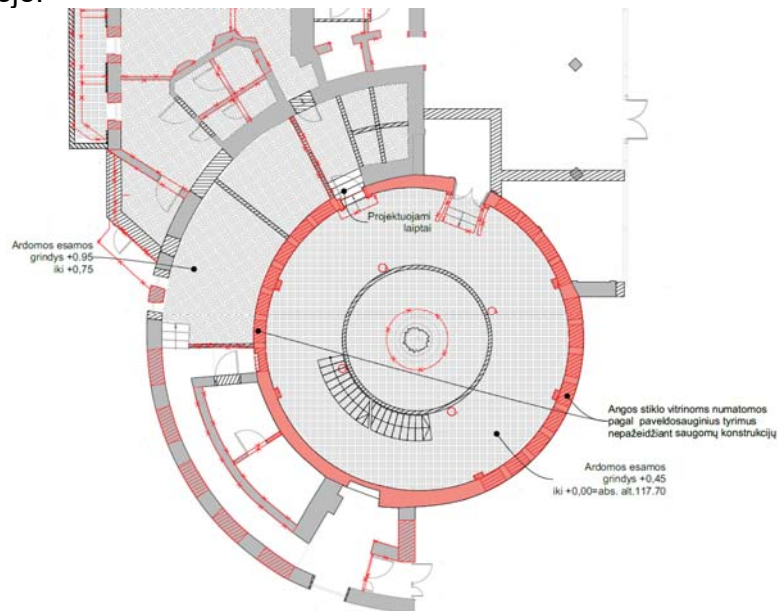 oje.
Projektuojami
laiptai
Ardomos esamos
grindys +0.95
iki +0,75
Angos stiklo vitrinoms numatomos
pagal paveldosauginius tyrimus
nepažeidžiant saugomų konstrukcijų
Ardomos esamos
grindys +0,45
iki +0,00=abs. alt.117.70